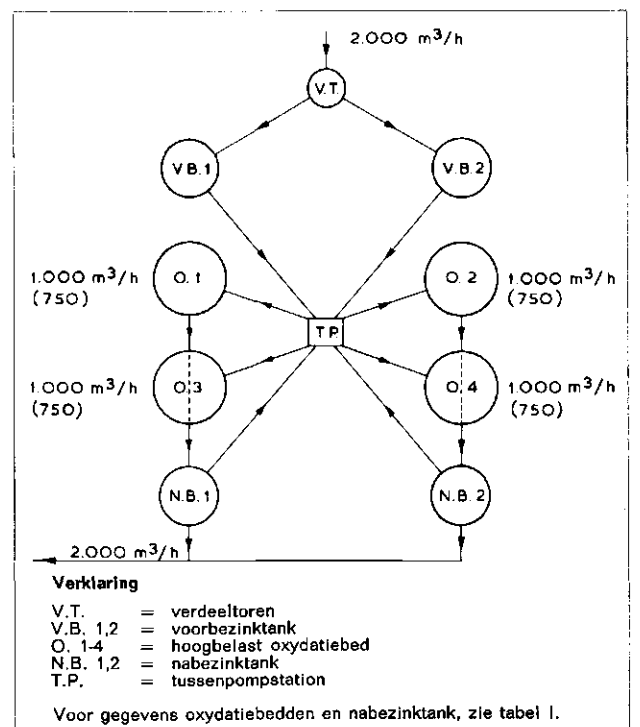 2.000 m³/h
V.T.
V.B.1
V.B.2
1.000 m³/h
(750)
O.1
O.2
1.000 m³/h
(750)
T.P.
1.000 m³/h
(750)
O.3
O.4
1.000 m³/h
(750)
N.B.1
N.B.2
2.000 m³/h
Verklaring
V.T. = verdeeltoren
V.B. 1,2 = voorbezinktank
O. 1-4 = hoogbelast oxydatiebed
N.B. 1,2 = nabezinktank
T.P. = tussenpompstation
Voor gegevens oxydatiebedden en nabezinktank, zie tabel I.